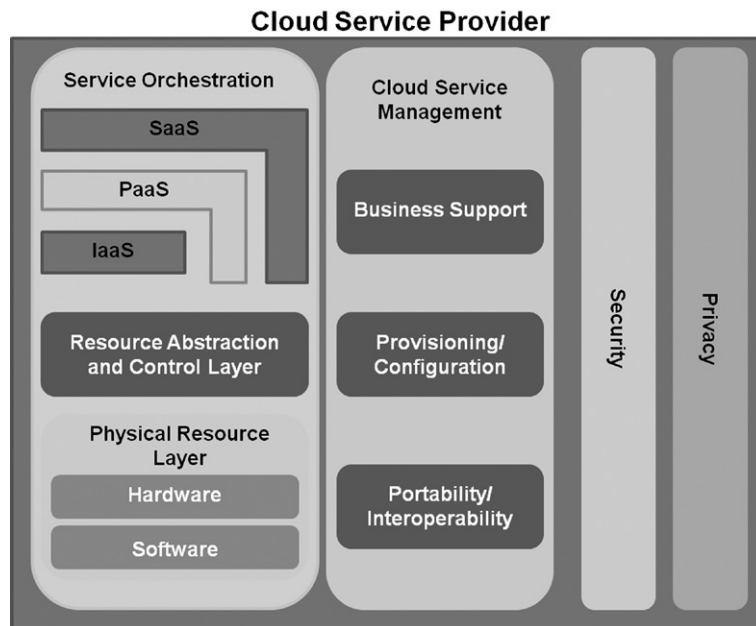 Cloud Service Provider
Service Orchestration
SaaS
PaaS
IaaS
Resource Abstraction
and Control Layer
Physical Resource
Layer
Hardware
Software
Cloud Service
Management
Business Support
Provisioning/
Configuration
Portability/
Interoperability
Security
Privacy